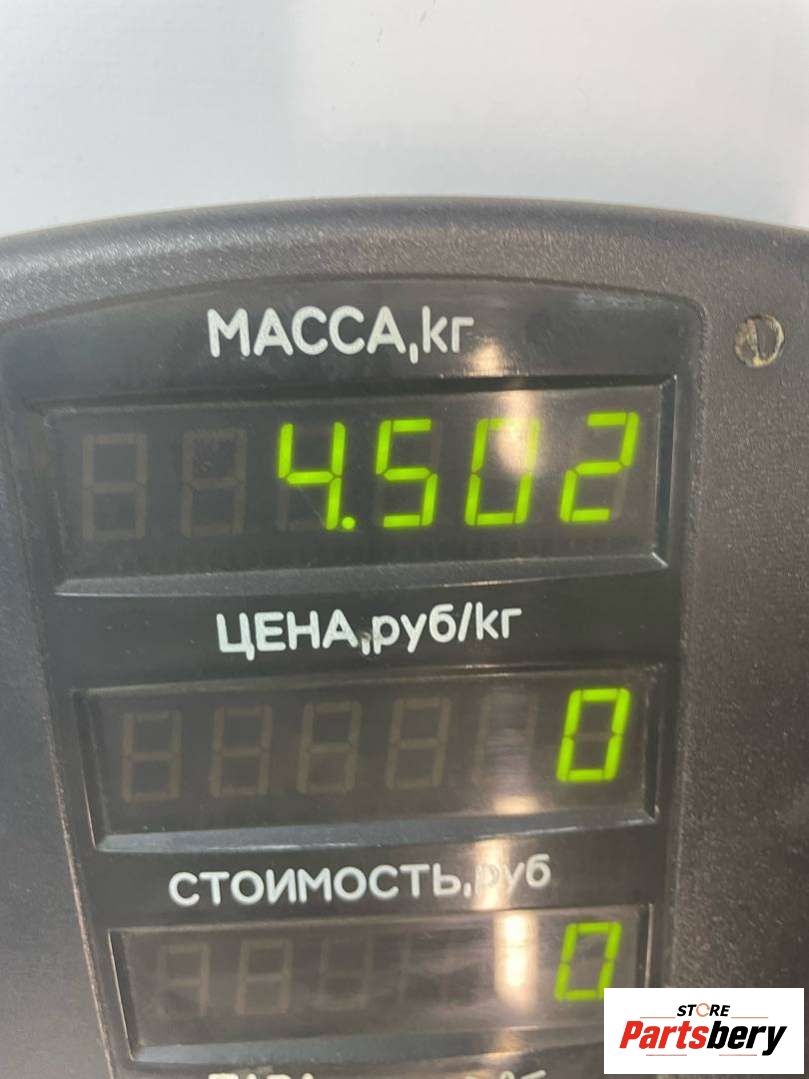 МАССА,кг
4.502
ЦЕНА,руб/кг
0
СТОИМОСТЬ,руб
0
STORE
Partsbery